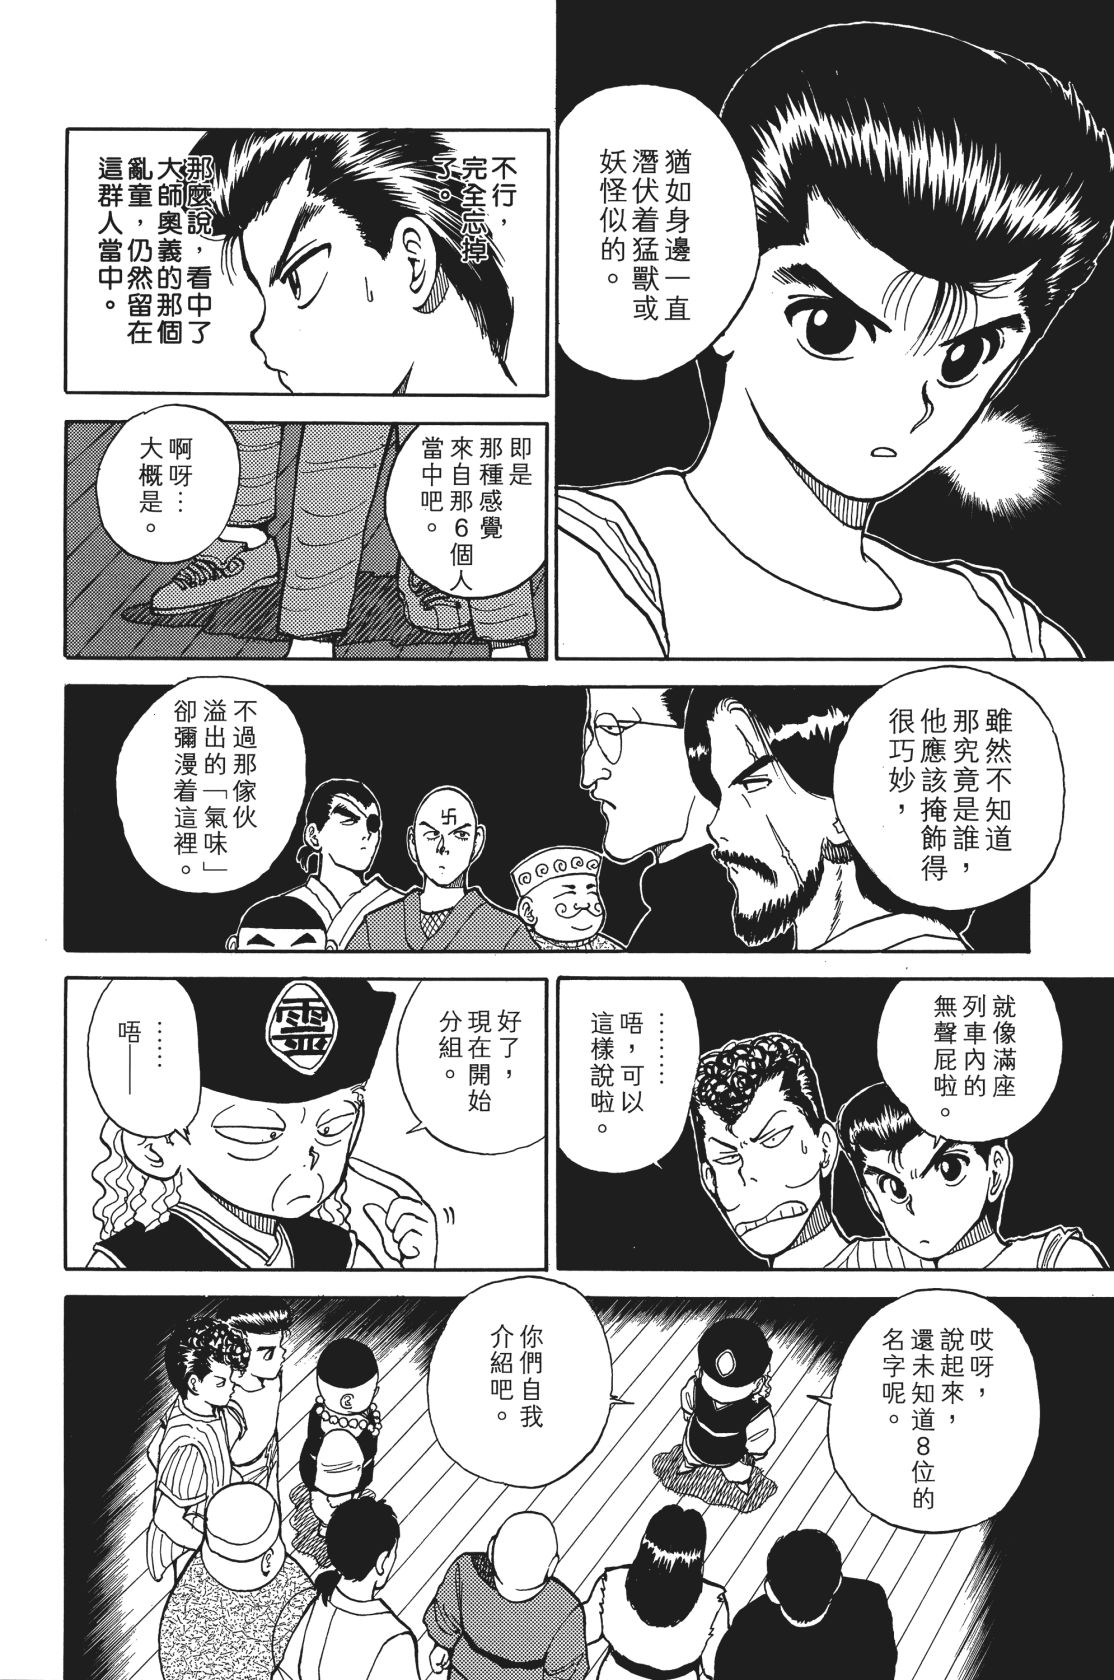 猶如身邊一直
潛伏着猛獸或
妖怪似的。
不行，
完全忘掉
了。
那麼說，看中了
大師奧義的那個
亂童，仍然留在
這群人當中。
即是
那種感覺
來自那6個人
當中吧。
啊呀…
大概是。
雖然不知道
那究竟是誰，
他應該掩飾得
很巧妙，
不過那傢伙
溢出的「氣味」
卻彌漫着這裡。
卍
就像滿座
列車內的
無聲屁啦。
………
唔，可以
這樣說啦。
好了，
現在開始
分組。
靈
……
唔——
哎呀，
說起來，
還未知道8位的
名字呢。
你們自我
介紹吧。